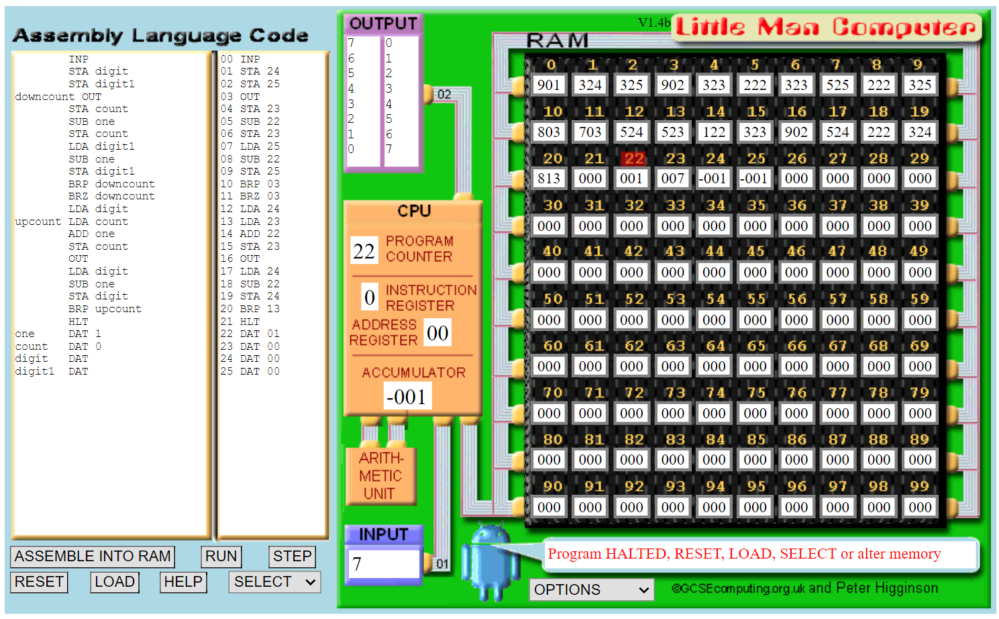 Assembly Language Code
INP
STA digit
STA digit1
downcount OUT
STA count
SUB one
STA count
LDA digit1
SUB one
STA digit1
BRP downcount
BRZ downcount
LDA digit
upcount LDA count
ADD one
STA count
OUT
LDA digit
SUB one
STA digit
BRP upcount
HLT
one DAT 1
count DAT 0
digit DAT
digit1 DAT
00 INP
01 STA 24
02 STA 25
03 OUT
04 STA 23
05 SUB 22
06 STA 23
07 LDA 25
08 SUB 22
09 STA 25
10 BRP 03
11 BRZ 03
12 LDA 24
13 LDA 23
14 ADD 22
15 STA 23
16 OUT
17 LDA 24
18 SUB 22
19 STA 24
20 BRP 13
21 HLT
22 DAT 01
23 DAT 00
24 DAT 00
25 DAT 00
ASSEMBLE INTO RAM RUN STEP
RESET LOAD HELP SELECT
OUTPUT
7 0
6 1
5 2
4 3
3 4
2 5
1 6
0 7
02
CPU
22 PROGRAM
COUNTER
0 INSTRUCTION
REGISTER
ADDRESS
REGISTER 00
ACCUMULATOR
-001
ARITH-
METIC
UNIT
INPUT
7
01
V1.4b
Little Man Computer
RAM
0 1 2 3 4 5 6 7 8 9
901 324 325 902 323 222 323 525 222 325
10 11 12 13 14 15 16 17 18 19
803 703 524 523 122 323 902 524 222 324
20 21 22 23 24 25 26 27 28 29
813 000 001 007 -001 -001 000 000 000 000
30 31 32 33 34 35 36 37 38 39
000 000 000 000 000 000 000 000 000 000
40 41 42 43 44 45 46 47 48 49
000 000 000 000 000 000 000 000 000 000
50 51 52 53 54 55 56 57 58 59
000 000 000 000 000 000 000 000 000 000
60 61 62 63 64 65 66 67 68 69
000 000 000 000 000 000 000 000 000 000
70 71 72 73 74 75 76 77 78 79
000 000 000 000 000 000 000 000 000 000
80 81 82 83 84 85 86 87 88 89
000 000 000 000 000 000 000 000 000 000
90 91 92 93 94 95 96 97 98 99
000 000 000 000 000 000 000 000 000 000
Program HALTED, RESET, LOAD, SELECT or alter memory
OPTIONS
©GCSEcomputing.org.uk and Peter Higginson